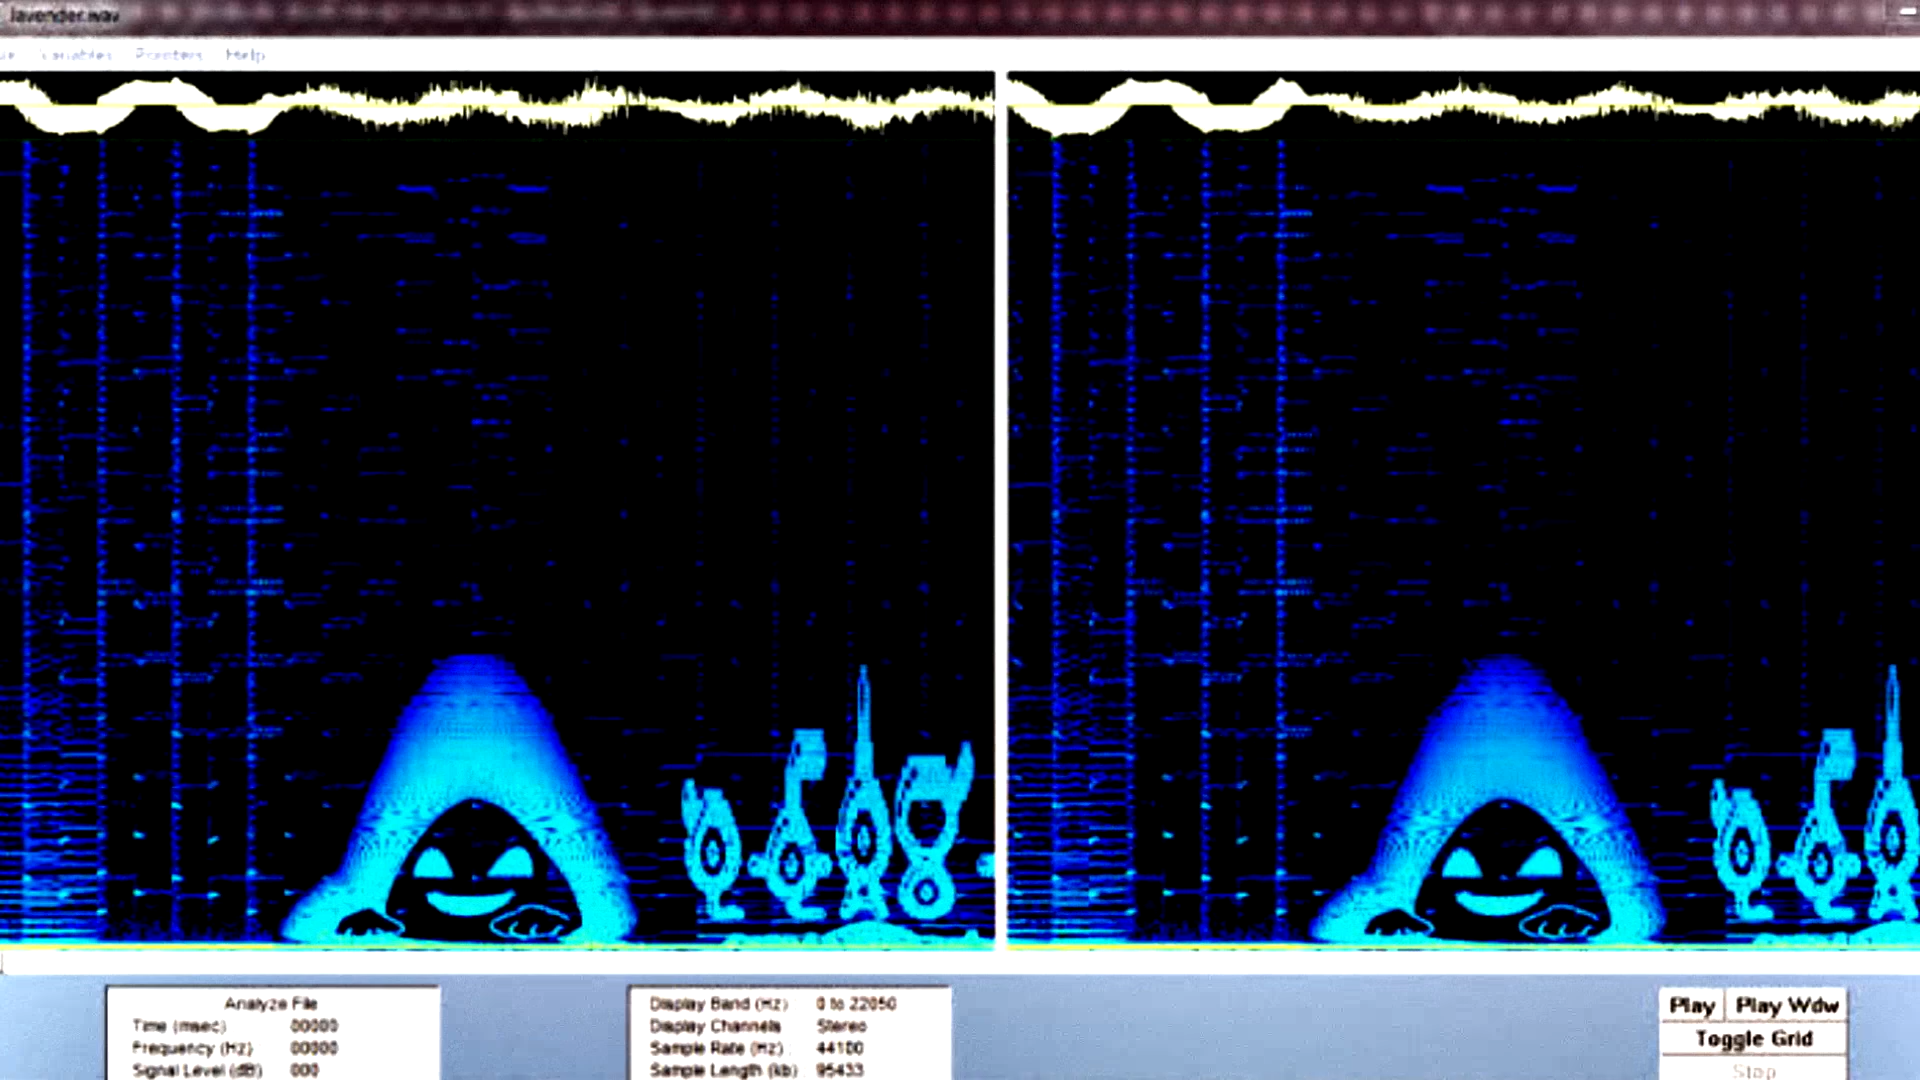 lavender.wav
Variables Pointers Help
Analyze File
Time (msec) 00000
Frequency (Hz) 00000
Signal Level (dB) 000
Display Band (Hz) 0 to 22050
Display Channels Stereo
Sample Rate (Hz) 44100
Sample Length (kb) 95433
Play Play Wdw
Toggle Grid
Stop